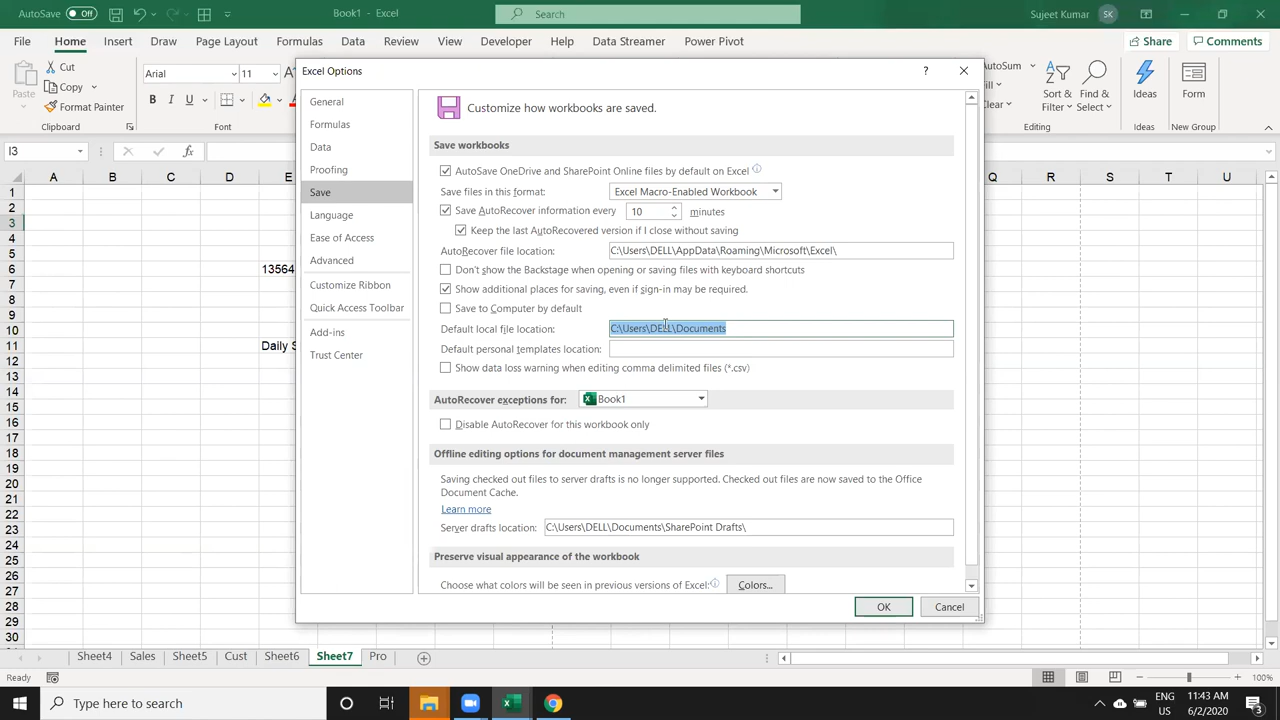 AutoSave Off Book1 - Excel Search Sujeet Kumar SK
File Home Insert Draw Page Layout Formulas Data Review View Developer Help Data Streamer Power Pivot Share Comments
Paste Cut Copy Format Painter
Clipboard
Arial 11
B I U
Font
AutoSum
Fill
Clear
Sort & Filter Find & Select
Editing
Ideas
Ideas
Form
New Group
I3 fx
A B C D E Q R S T U
1
2
3
4
5
6 13564
7
8
9
10
11 Daily S
12
13
14
15
16
17
18
19
20
21
22
23
24
25
26
27
28
29
30
Excel Options ?
General
Formulas
Data
Proofing
Save
Language
Ease of Access
Advanced
Customize Ribbon
Quick Access Toolbar
Add-ins
Trust Center
Customize how workbooks are saved.
Save workbooks
AutoSave OneDrive and SharePoint Online files by default on Excel
Save files in this format: Excel Macro-Enabled Workbook
Save AutoRecover information every 10 minutes
Keep the last AutoRecovered version if I close without saving
AutoRecover file location: C:\Users\DELL\AppData\Roaming\Microsoft\Excel\
Don't show the Backstage when opening or saving files with keyboard shortcuts
Show additional places for saving, even if sign-in may be required.
Save to Computer by default
Default local file location: C:\Users\DELL\Documents
Default personal templates location:
Show data loss warning when editing comma delimited files (*.csv)
AutoRecover exceptions for: Book1
Disable AutoRecover for this workbook only
Offline editing options for document management server files
Saving checked out files to server drafts is no longer supported. Checked out files are now saved to the Office
Document Cache.
Learn more
Server drafts location: C:\Users\DELL\Documents\SharePoint Drafts\
Preserve visual appearance of the workbook
Choose what colors will be seen in previous versions of Excel: Colors...
OK Cancel
Sheet4 Sales Sheet5 Cust Sheet6 Sheet7 Pro
Ready 100%
Type here to search
ENG
US
11:43 AM
6/2/2020
3